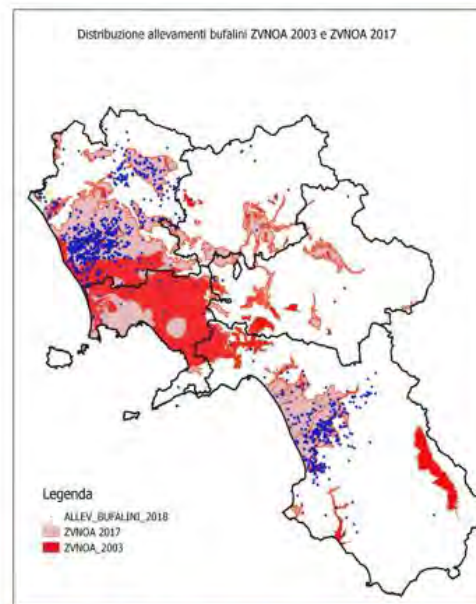 Distribuzione allevamenti bufalini ZVNOA 2003 e ZVNOA 2017
Legenda
ALLEV_BUFALINI_2018
ZVNOA 2017
ZVNOA_2003